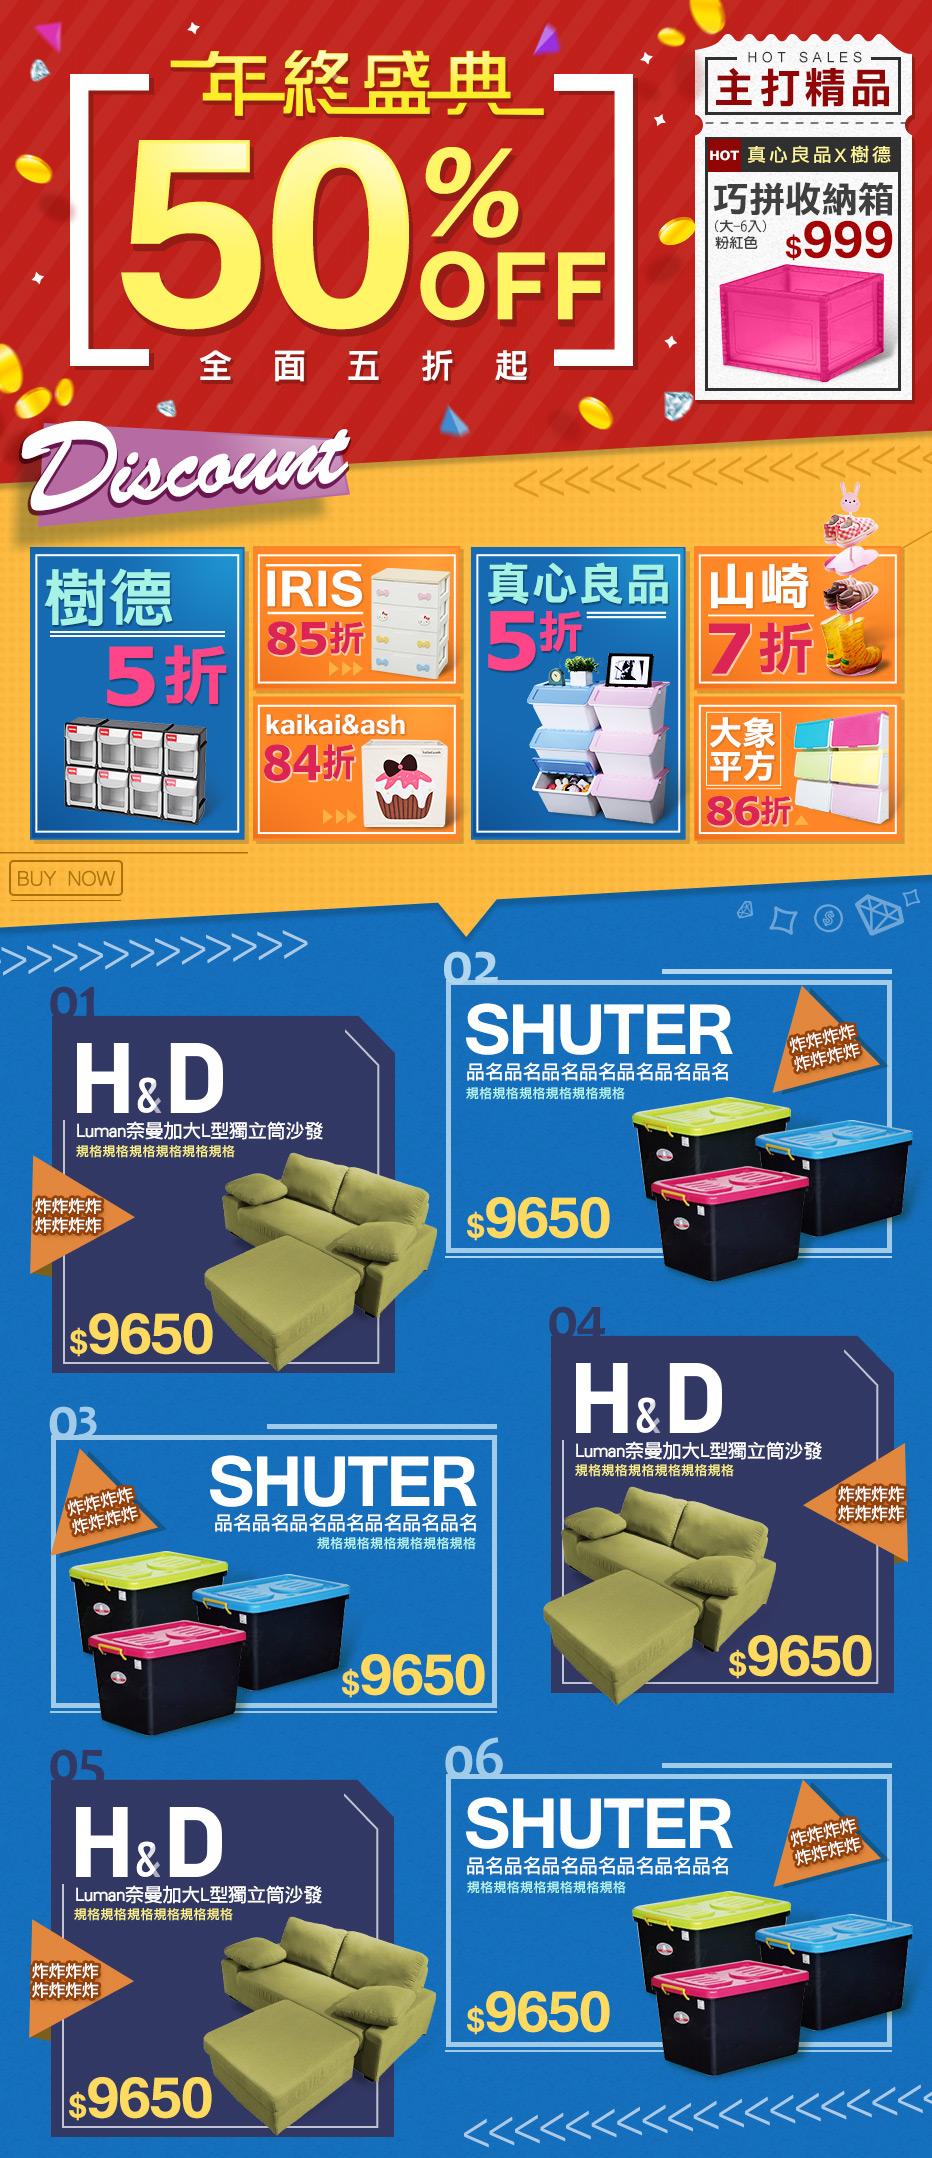 年終盛典
50%
OFF
全面五折起
HOT SALES
主打精品
HOT 真心良品X樹德
巧拼收納箱
(大-6入)
粉紅色
$999
Discount
樹德
5折
IRIS
85折
kaikai&ash
84折
真心良品
5折
山崎
7折
大象
平方
86折
BUY NOW
01
H&D
Luman奈曼加大L型獨立筒沙發
規格規格規格規格規格規格
炸炸炸炸
炸炸炸炸
$9650
02
SHUTER
品名品名品名品名品名品名品名
規格規格規格規格規格規格
炸炸炸炸
炸炸炸炸
$9650
03
SHUTER
品名品名品名品名品名品名品名
規格規格規格規格規格規格
炸炸炸炸
炸炸炸炸
$9650
04
H&D
Luman奈曼加大L型獨立筒沙發
規格規格規格規格規格規格
炸炸炸炸
炸炸炸炸
$9650
05
H&D
Luman奈曼加大L型獨立筒沙發
規格規格規格規格規格規格
炸炸炸炸
炸炸炸炸
$9650
06
SHUTER
品名品名品名品名品名品名品名
規格規格規格規格規格規格
炸炸炸炸
炸炸炸炸
$9650